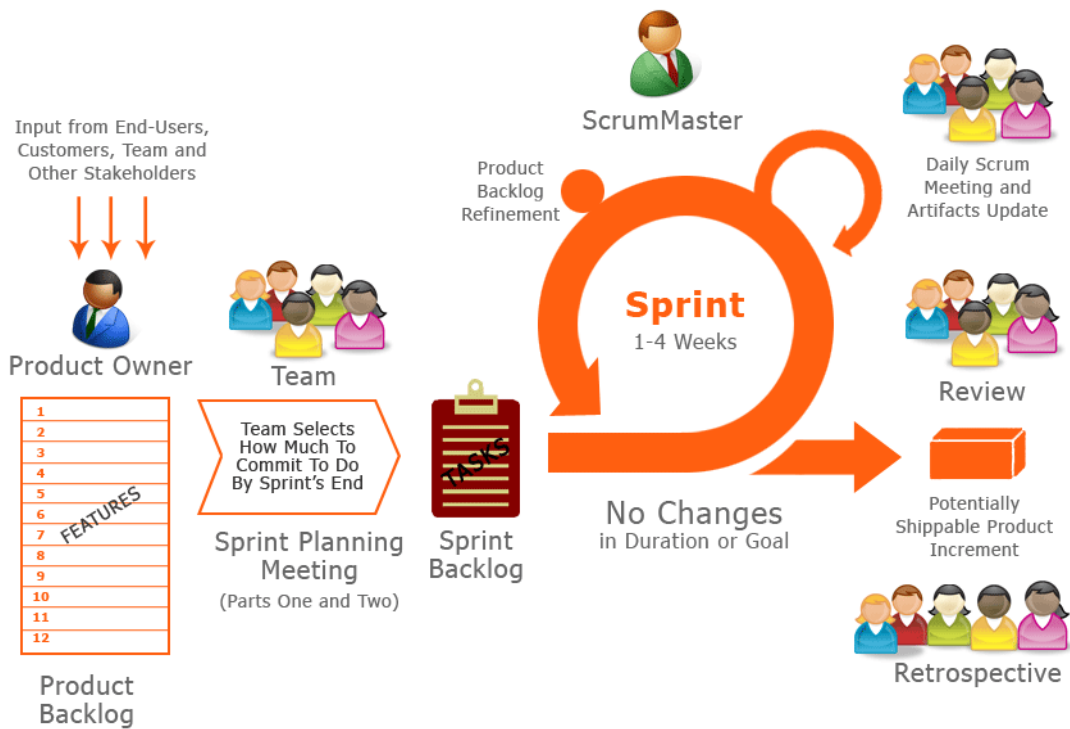 Input from End-Users,
Customers, Team and
Other Stakeholders
Product Owner
1
2
3
4
5
6
7
8
9
10
11
12
FEATURES
Product
Backlog
Team
Team Selects
How Much To
Commit To Do
By Sprint's End
Sprint Planning
Meeting
(Parts One and Two)
TASKS
Sprint
Backlog
ScrumMaster
Product
Backlog
Refinement
Sprint
1-4 Weeks
No Changes
in Duration or Goal
Daily Scrum
Meeting and
Artifacts Update
Review
Potentially
Shippable Product
Increment
Retrospective